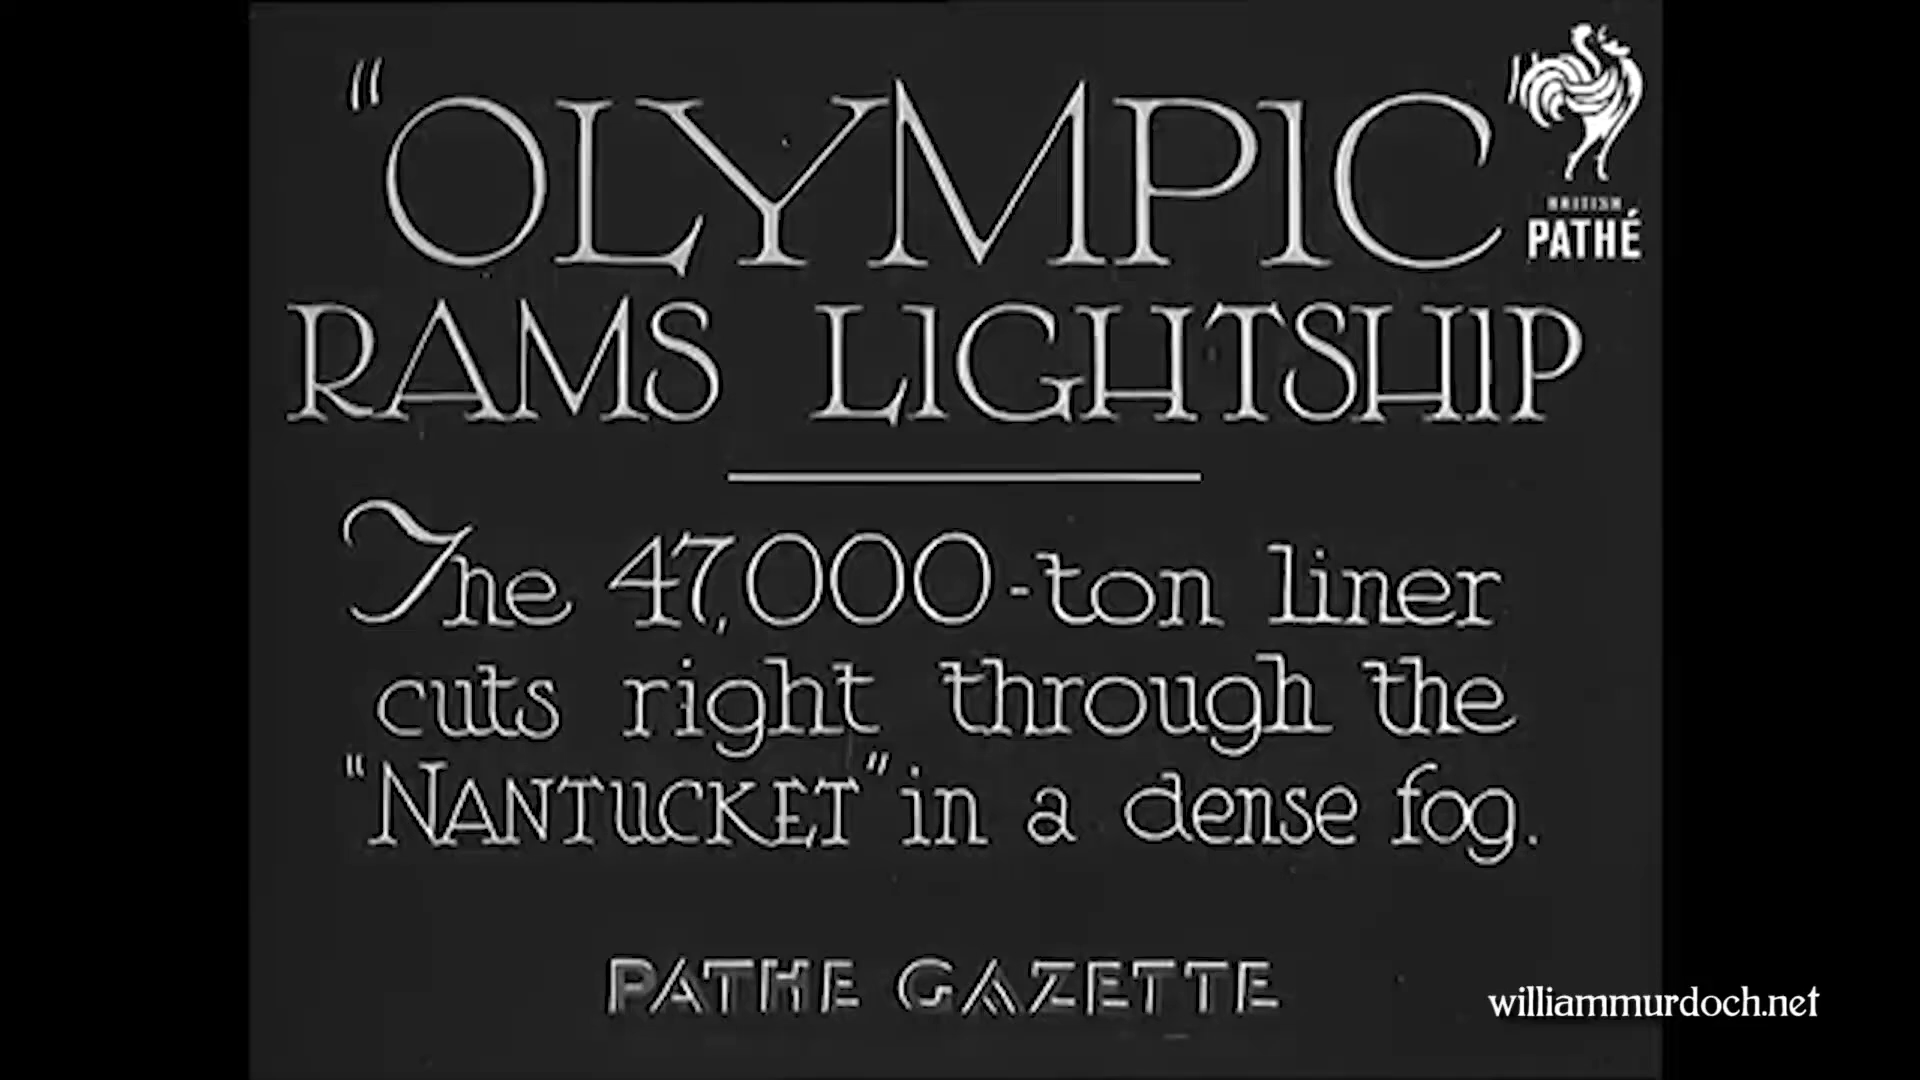 "OLYMPIC"
RAMS LIGHTSHIP
The 47,000-ton liner
cuts right through the
"NANTUCKET" in a dense fog.
PATHE GAZETTE
BRITISH
PATHÉ
williammurdoch.net